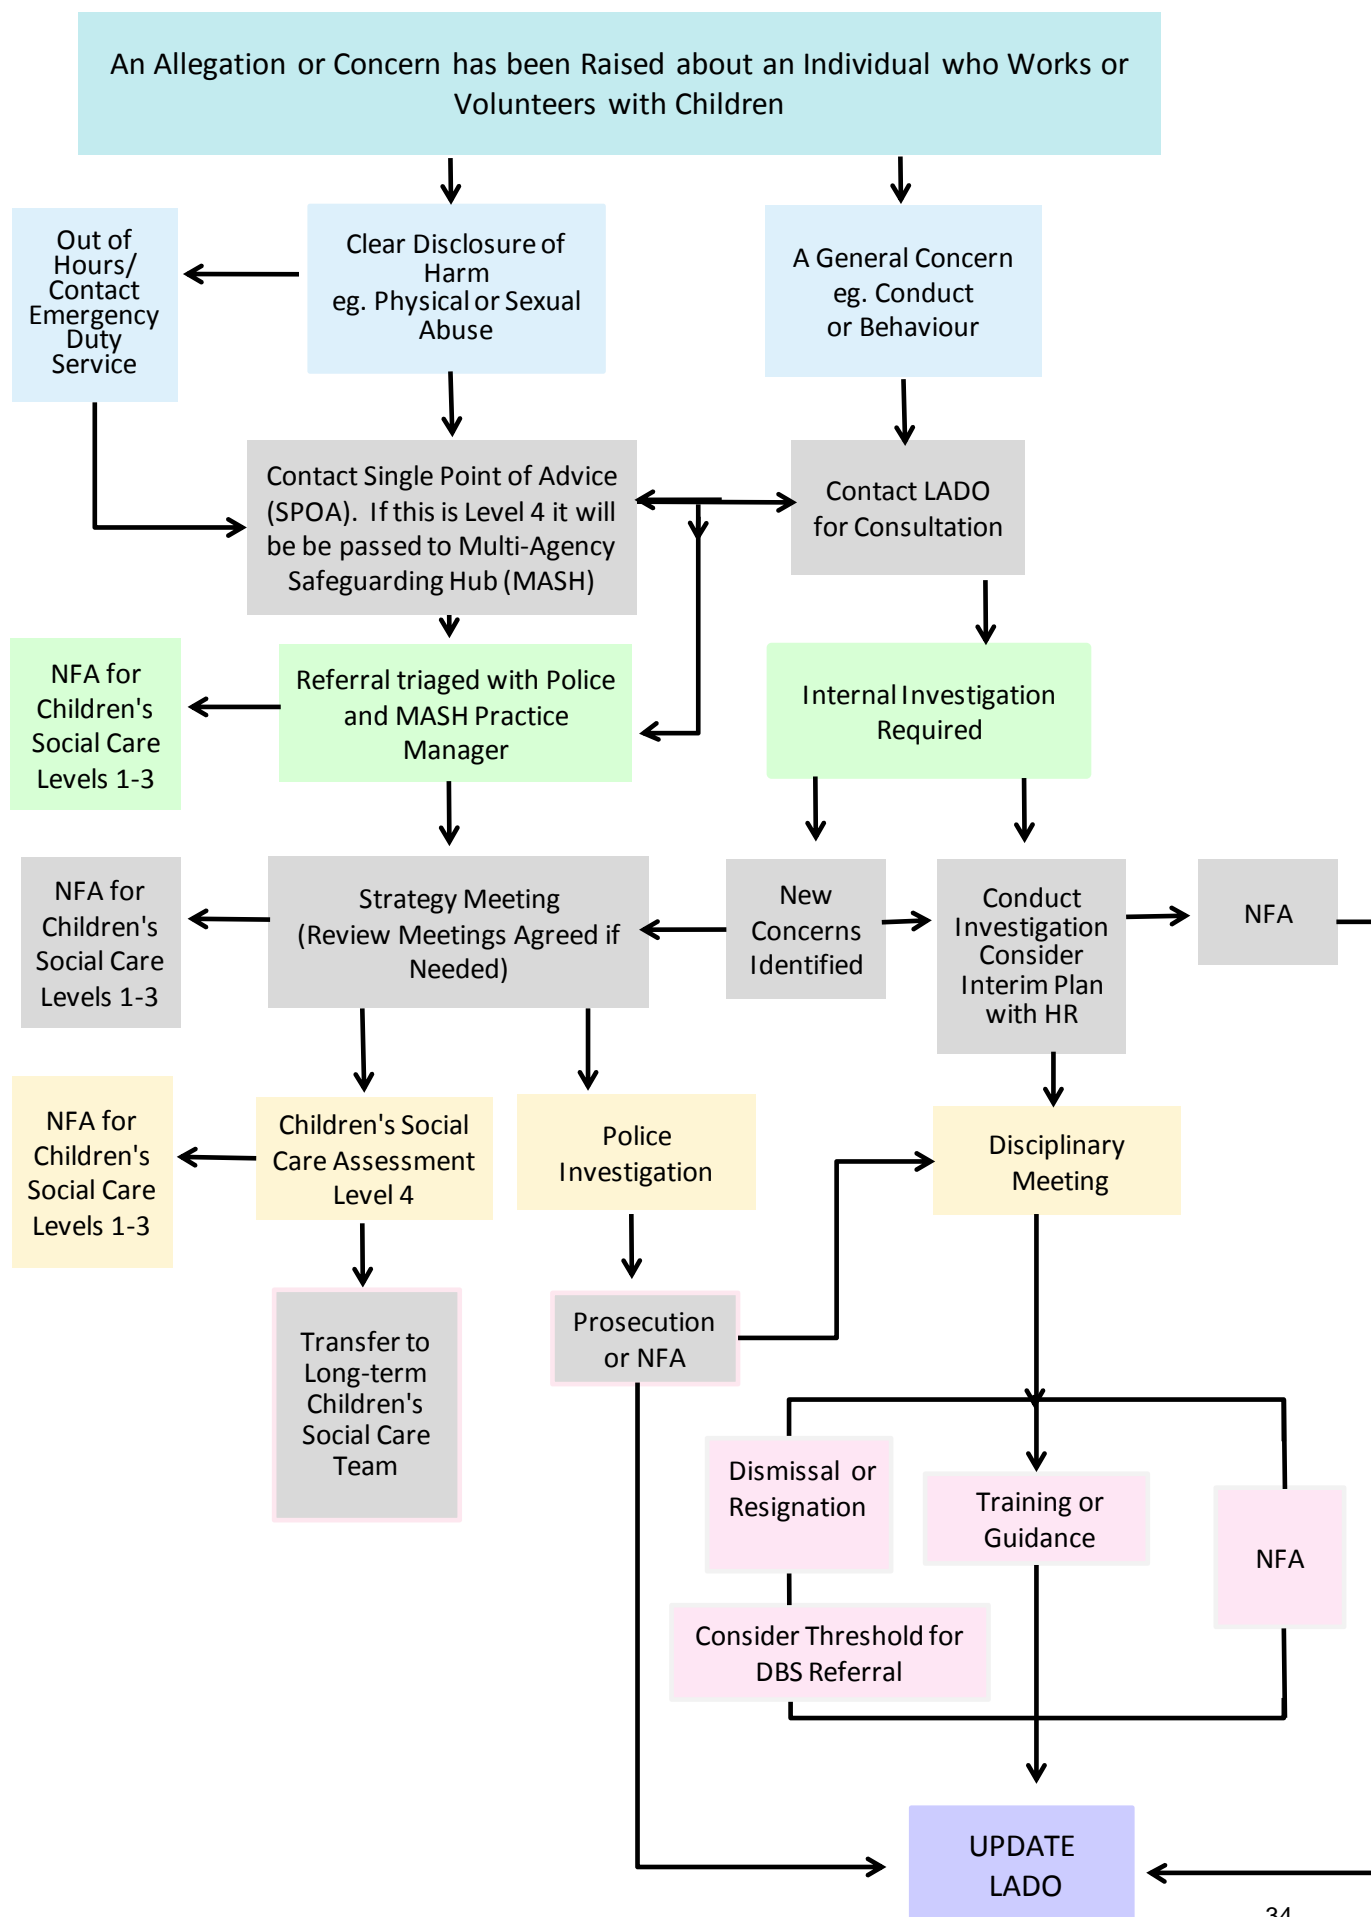 An Allegation or Concern has been Raised about an Individual who Works or
Volunteers with Children
Out of
Hours/
Contact
Emergency
Duty
Service
Clear Disclosure of
Harm
eg. Physical or Sexual
Abuse
A General Concern
eg. Conduct
or Behaviour
Contact Single Point of Advice
(SPOA). If this is Level 4 it will
be be passed to Multi-Agency
Safeguarding Hub (MASH)
Contact LADO
for Consultation
NFA for
Children's
Social Care
Levels 1-3
Referral triaged with Police
and MASH Practice
Manager
Internal Investigation
Required
NFA for
Children's
Social Care
Levels 1-3
Strategy Meeting
(Review Meetings Agreed if
Needed)
New
Concerns
Identified
Conduct
Investigation
Consider
Interim Plan
with HR
NFA
NFA for
Children's
Social Care
Levels 1-3
Children's Social
Care Assessment
Level 4
Police
Investigation
Disciplinary
Meeting
Transfer to
Long-term
Children's
Social Care
Team
Prosecution
or NFA
Dismissal or
Resignation
Training or
Guidance
NFA
Consider Threshold for
DBS Referral
UPDATE
LADO
34